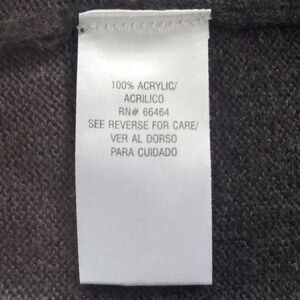 100% ACRYLIC/
ACRILICO
RN# 66464
SEE REVERSE FOR CARE/
VER AL DORSO
PARA CUIDADO